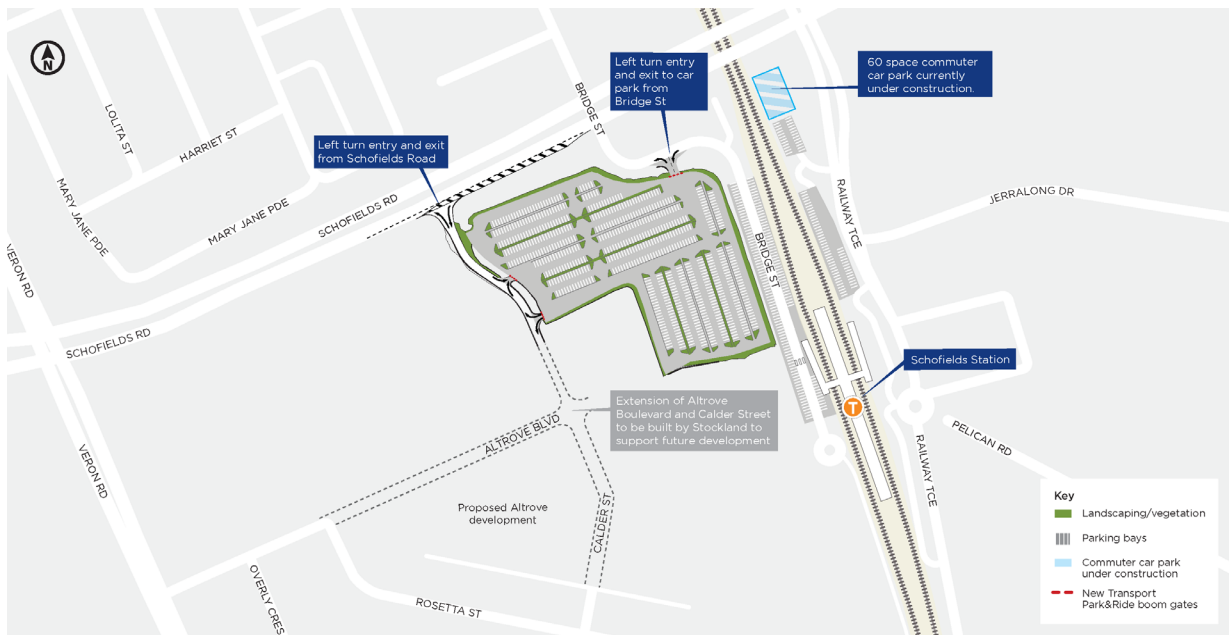 N
LOLITA ST
HARRIET ST
MARY JANE PDE
MARY JANE PDE
VERON RD
SCHOFIELDS RD
SCHOFIELDS RD
BRIDGE ST
Left turn entry and exit
from Schofields Road
Left turn entry
and exit to car
park from
Bridge St
60 space commuter
car park currently
under construction.
JERRALONG DR
RAILWAY TCE
BRIDGE ST
Schofields Station
T
Extension of Altrove
Boulevard and Calder Street
to be built by Stockland to
support future development
ALTROVE BLVD
PELICAN RD
RAILWAY TCE
VERON RD
Proposed Altrove
development
CALDER ST
OVERLY CRES
ROSETTA ST
Key
Landscaping/vegetation
Parking bays
Commuter car park
under construction
New Transport
Park&Ride boom gates